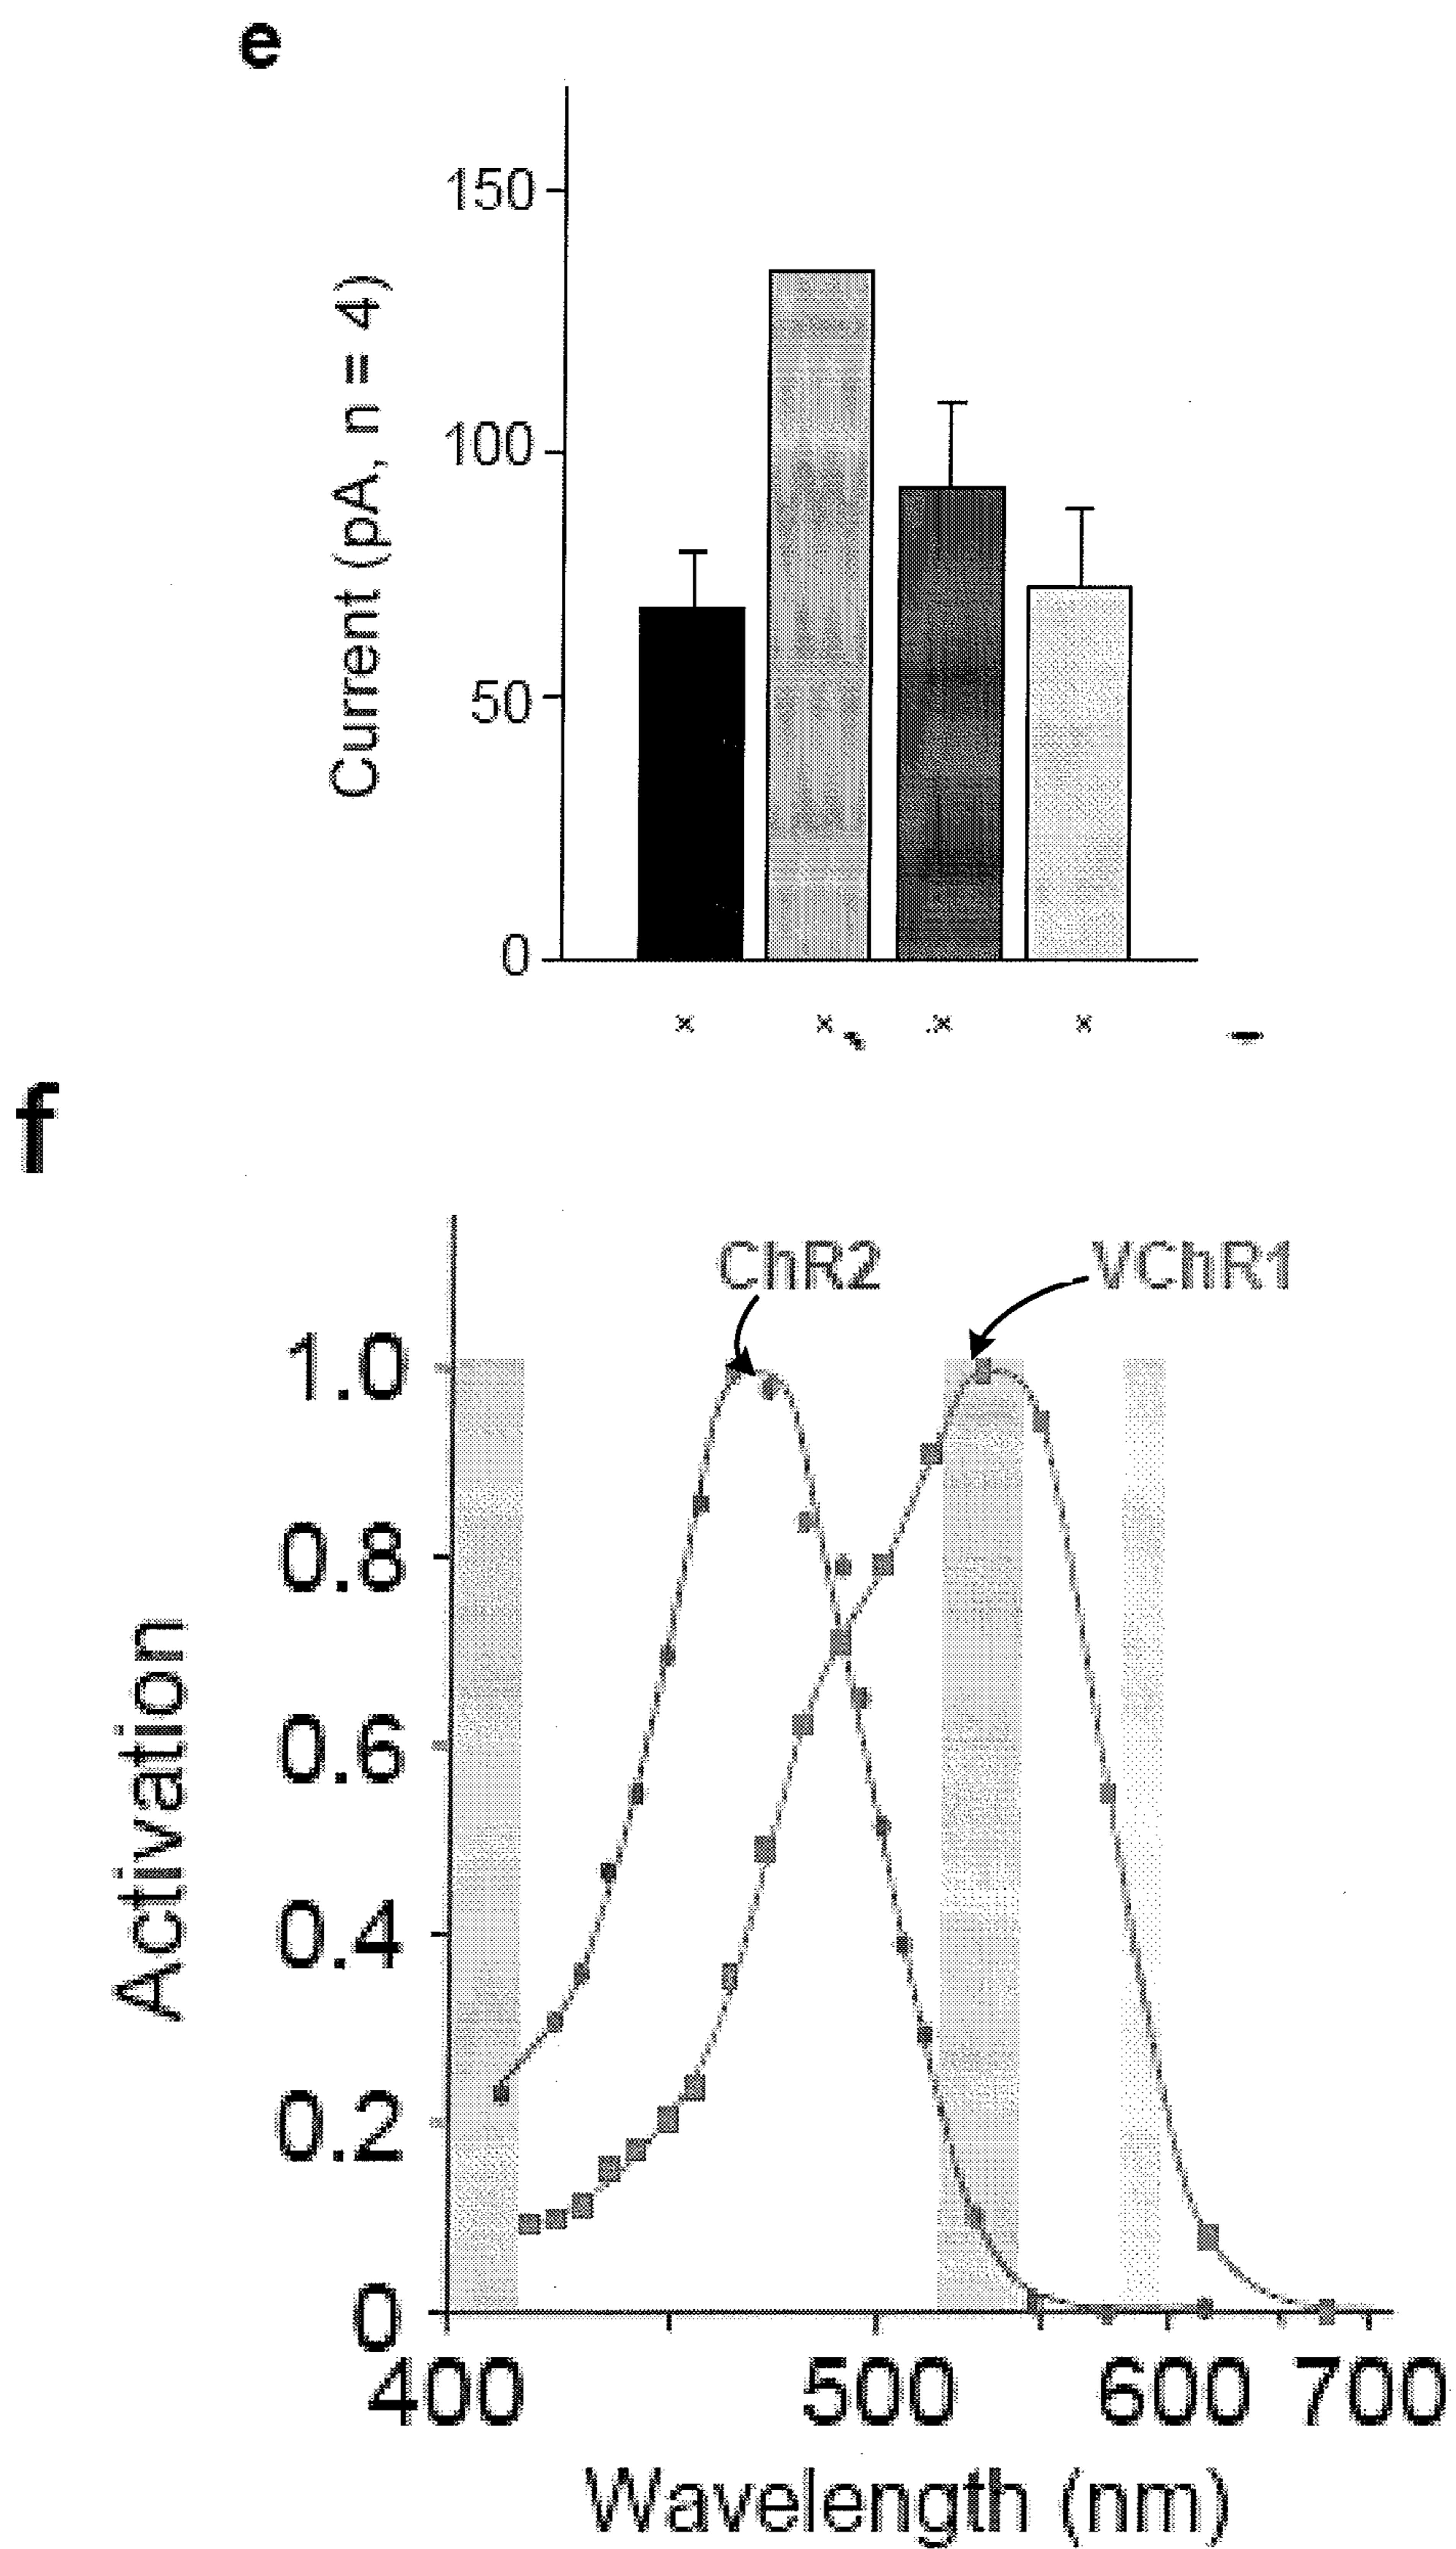 e
150
100
50
0
Current (pA, n = 4)
× × × ×
f
ChR2 VChR1
1.0
0.8
0.6
0.4
0.2
0
Activation
400 500 600 700
Wavelength (nm)